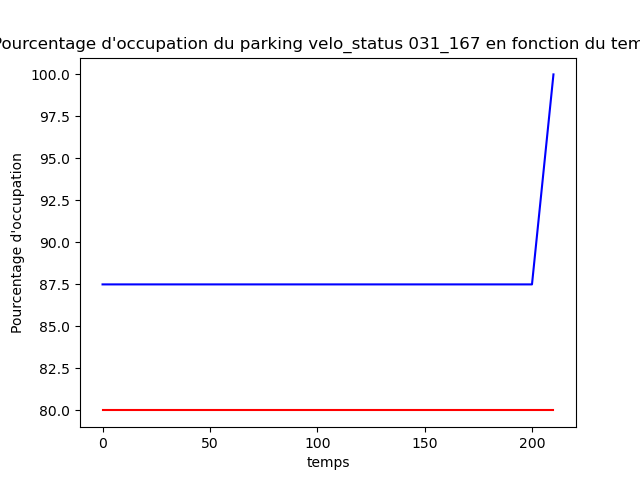 Pourcentage d'occupation du parking velo_status 031_167 en fonction du tem
100.0
97.5
95.0
92.5
90.0
87.5
85.0
82.5
80.0
Pourcentage d'occupation
0 50 100 150 200
temps